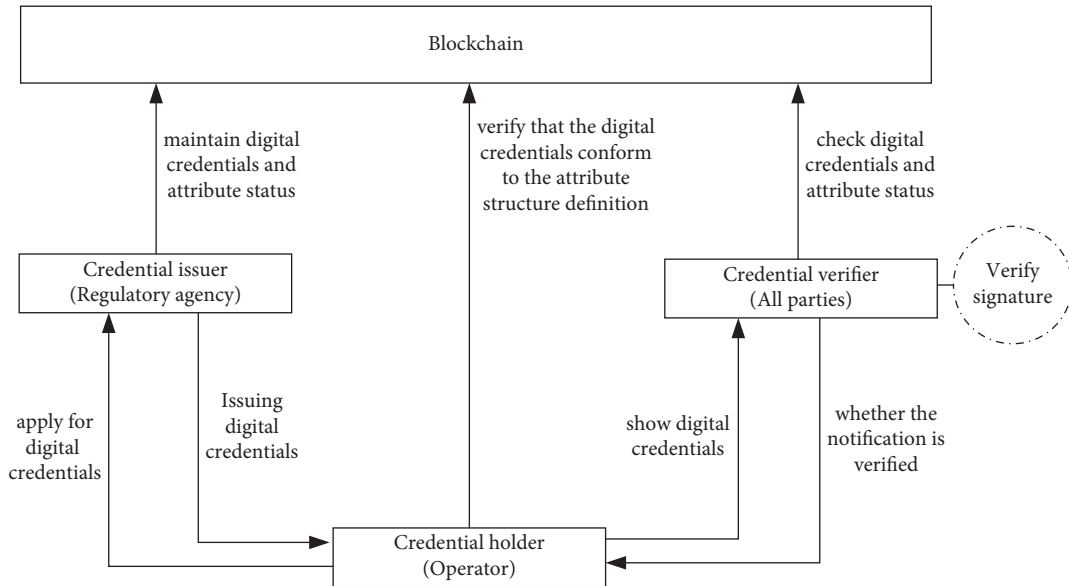 Blockchain
maintain digital
credentials and
attribute status
verify that the digital
credentials conform
to the attribute
structure definition
check digital
credentials and
attribute status
Credential issuer
(Regulatory agency)
Credential verifier
(All parties)
Verify
signature
apply for
digital
credentials
Issuing
digital
credentials
show digital
credentials
whether the
notification is
verified
Credential holder
(Operator)